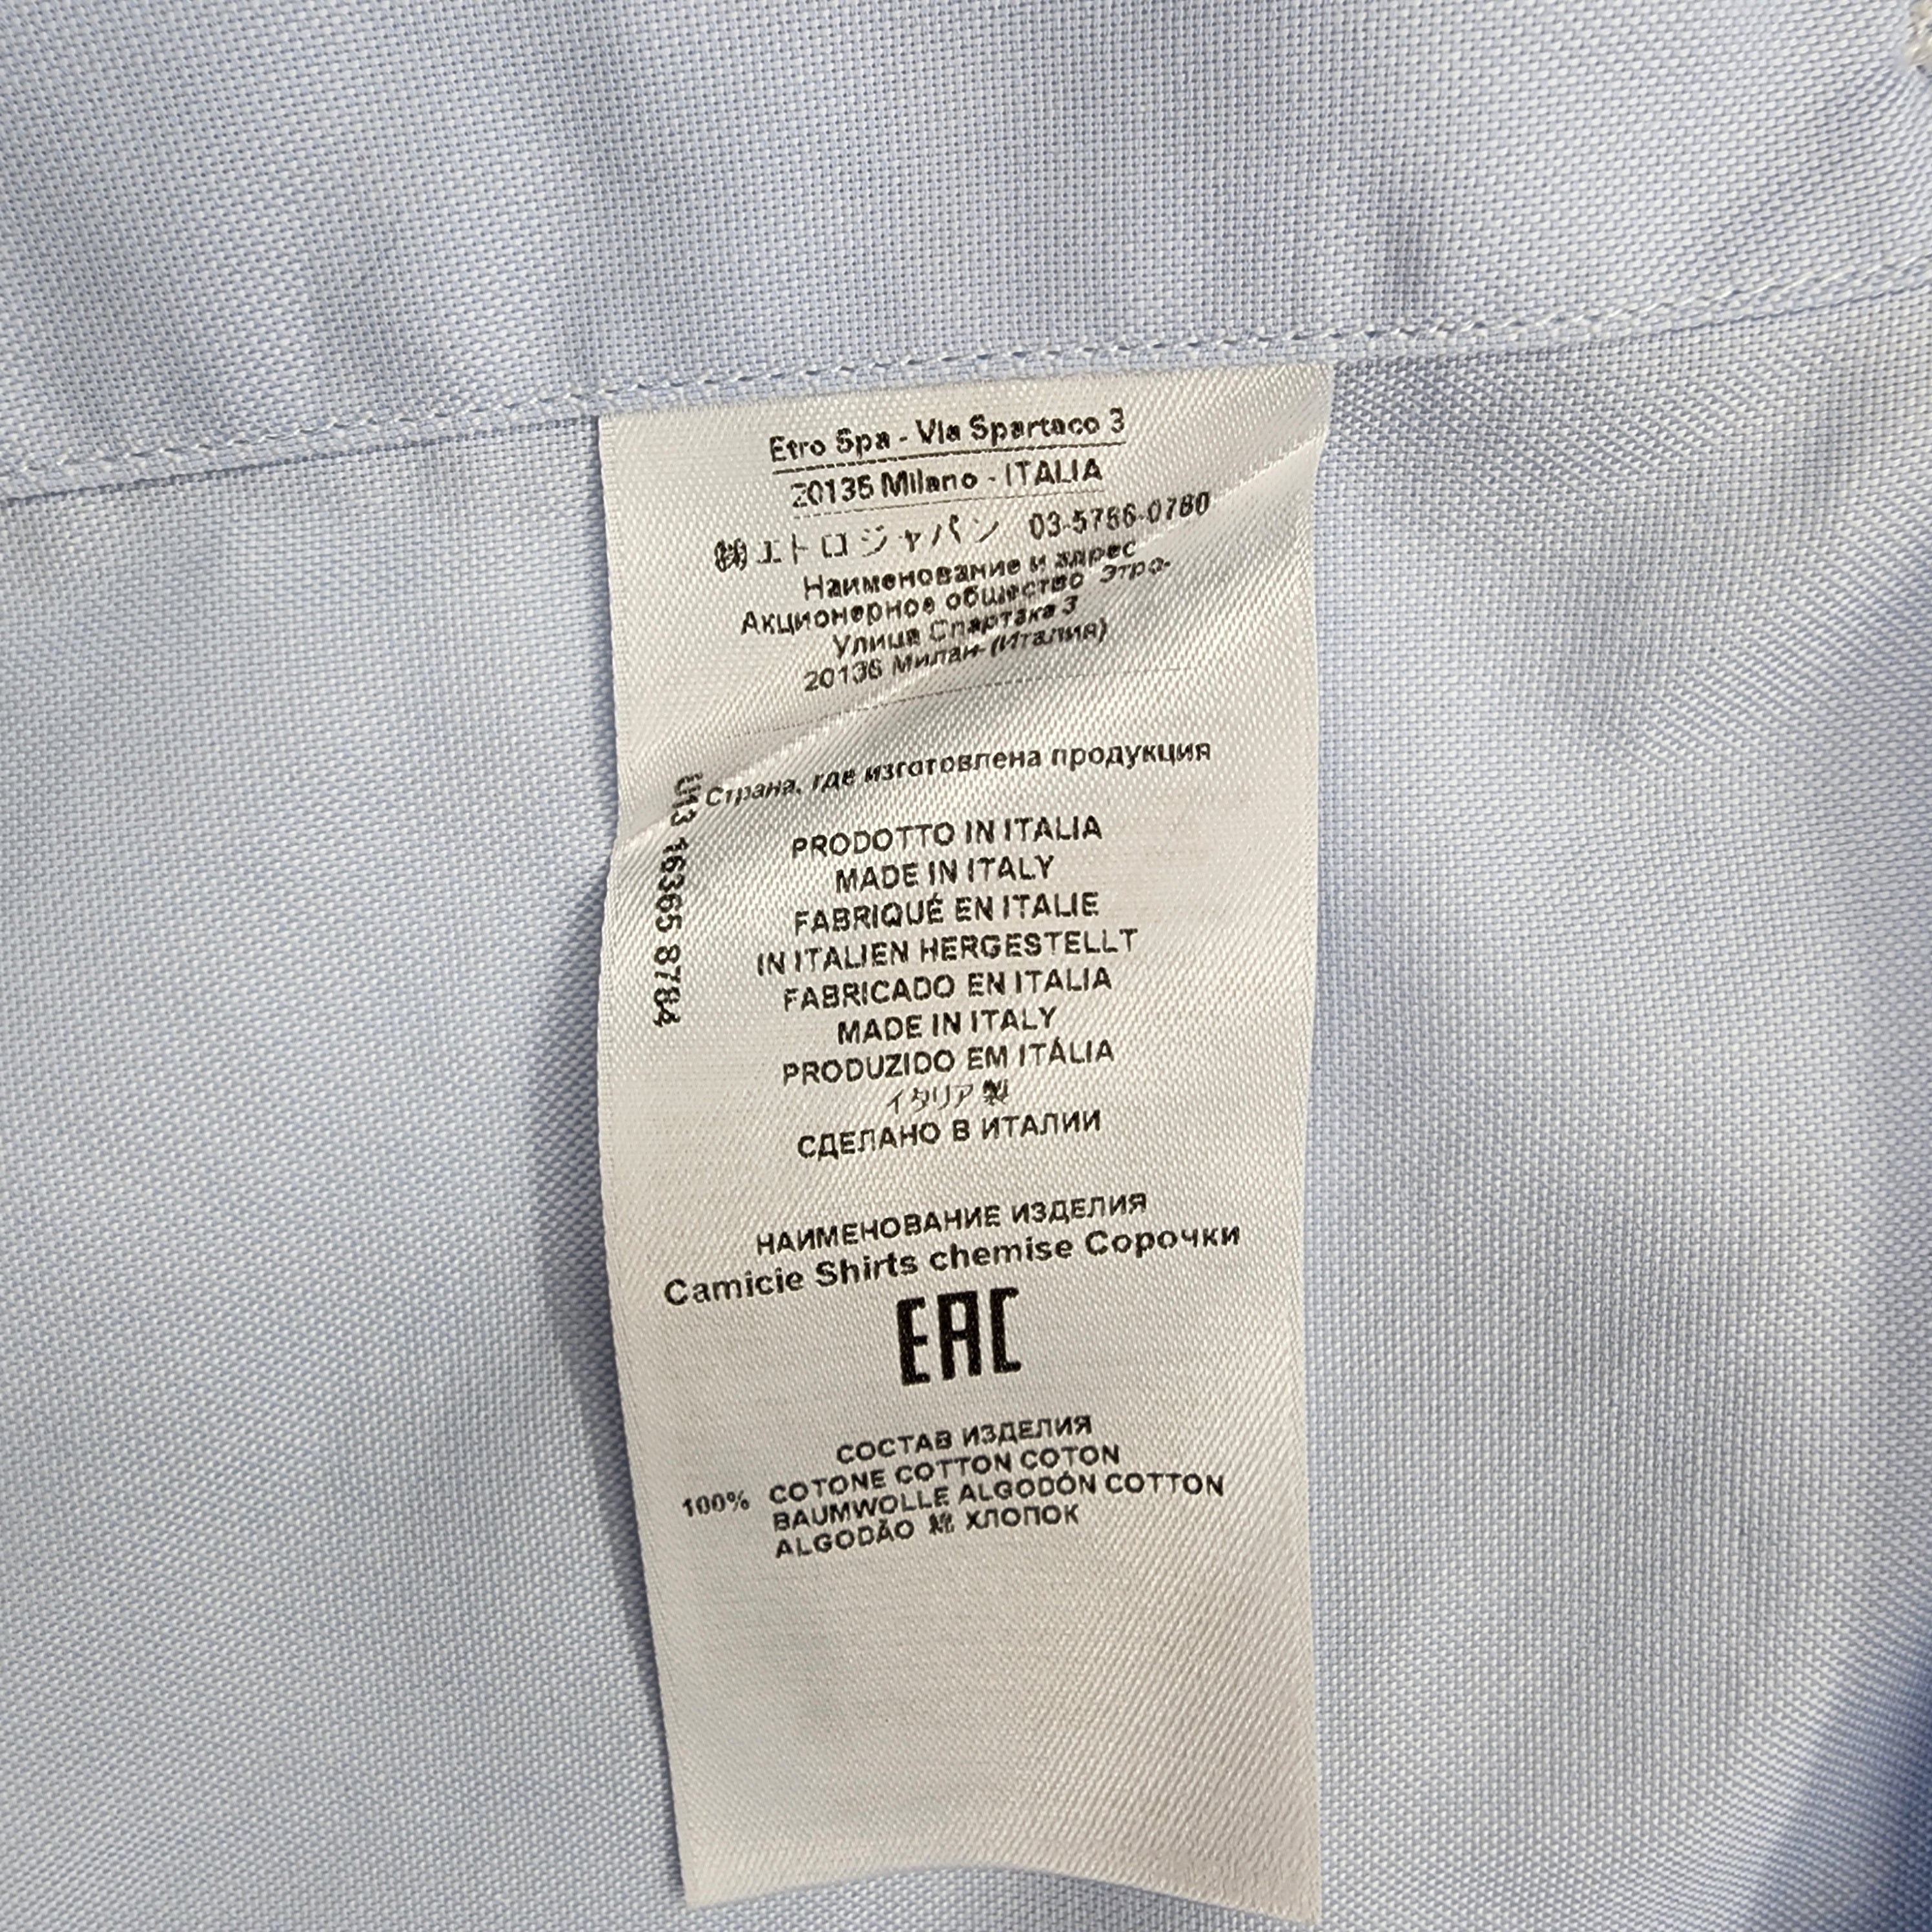 Etro Spa - Via Spartaco 3
20135 Milano - ITALIA
㈱エトロジャパン 03-5766-0780
Наименование и адрес
Акционерное общество Этро-
Улица Спартака 3
20135 Милан (Италия)
Страна, где изготовлена продукция
16365 8784
PRODOTTO IN ITALIA
MADE IN ITALY
FABRIQUÉ EN ITALIE
IN ITALIEN HERGESTELLT
FABRICADO EN ITALIA
MADE IN ITALY
PRODUZIDO EM ITÁLIA
イタリア製
СДЕЛАНО В ИТАЛИИ
НАИМЕНОВАНИЕ ИЗДЕЛИЯ
Camicie Shirts chemise Сорочки
EAC
СОСТАВ ИЗДЕЛИЯ
100% COTONE COTTON COTON
BAUMWOLLE ALGODÓN COTTON
ALGODÃO 綿 ХЛОПОК